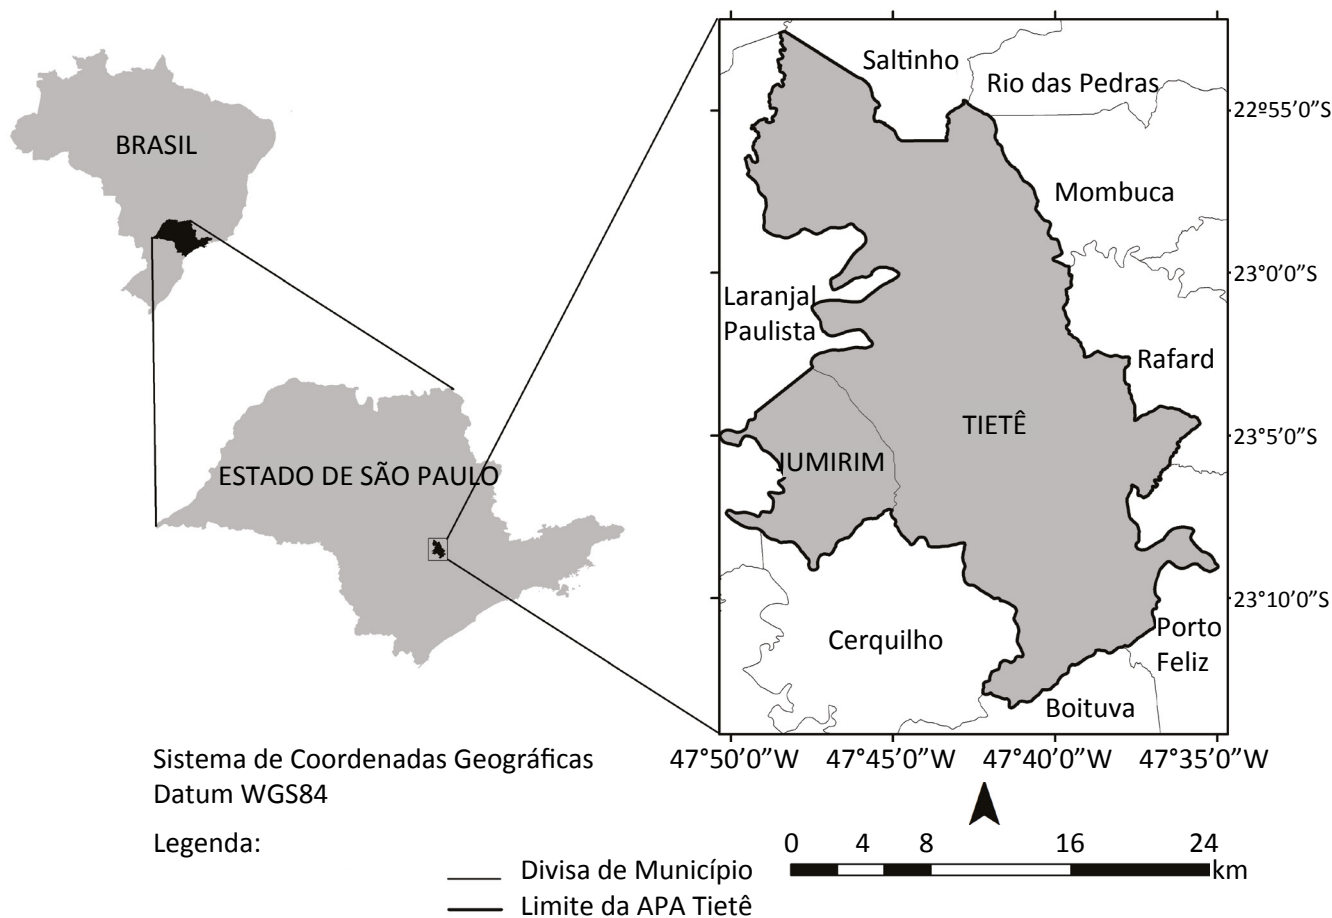 BRASIL
ESTADO DE SÃO PAULO
Saltinho
Rio das Pedras
Mombuca
Laranjal
Paulista
Rafard
TIETÊ
JUMIRIM
Cerquilho
Porto
Feliz
Boituva
22º55'0"S
23°0'0"S
23°5'0"S
23°10'0"S
47°50'0"W 47°45'0"W 47°40'0"W 47°35'0"W
Sistema de Coordenadas Geográficas
Datum WGS84
Legenda:
Divisa de Município
Limite da APA Tietê
0 4 8 16 24
km